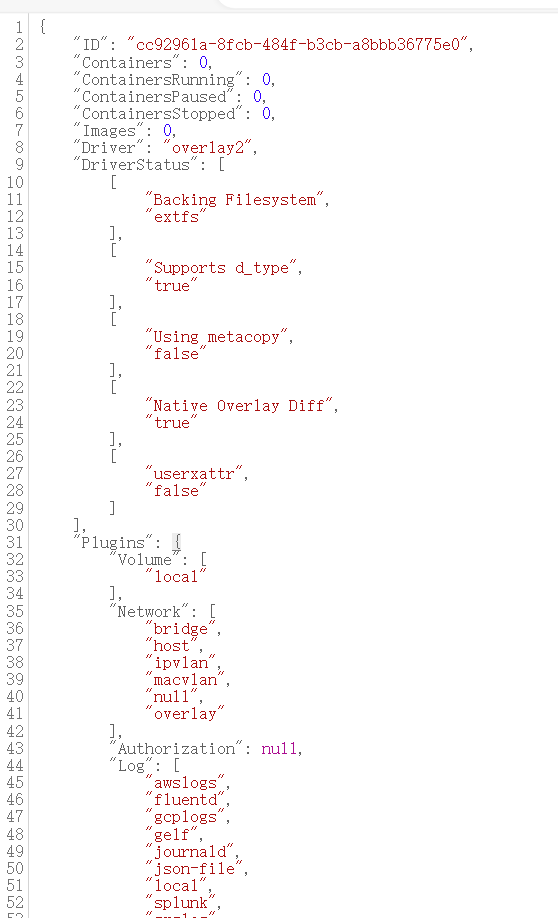 1 {
2 "ID": "cc92961a-8fcb-484f-b3cb-a8bbb36775e0",
3 "Containers": 0,
4 "ContainersRunning": 0,
5 "ContainersPaused": 0,
6 "ContainersStopped": 0,
7 "Images": 0,
8 "Driver": "overlay2",
9 "DriverStatus": [
10 [
11 "Backing Filesystem",
12 "extfs"
13 ],
14 [
15 "Supports d_type",
16 "true"
17 ],
18 [
19 "Using metacopy",
20 "false"
21 ],
22 [
23 "Native Overlay Diff",
24 "true"
25 ],
26 [
27 "userxattr",
28 "false"
29 ]
30 ],
31 "Plugins": {
32 "Volume": [
33 "local"
34 ],
35 "Network": [
36 "bridge",
37 "host",
38 "ipvlan",
39 "macvlan",
40 "null",
41 "overlay"
42 ],
43 "Authorization": null,
44 "Log": [
45 "awslogs",
46 "fluentd",
47 "gcplogs",
48 "gelf",
49 "journald",
50 "json-file",
51 "local",
52 "splunk",